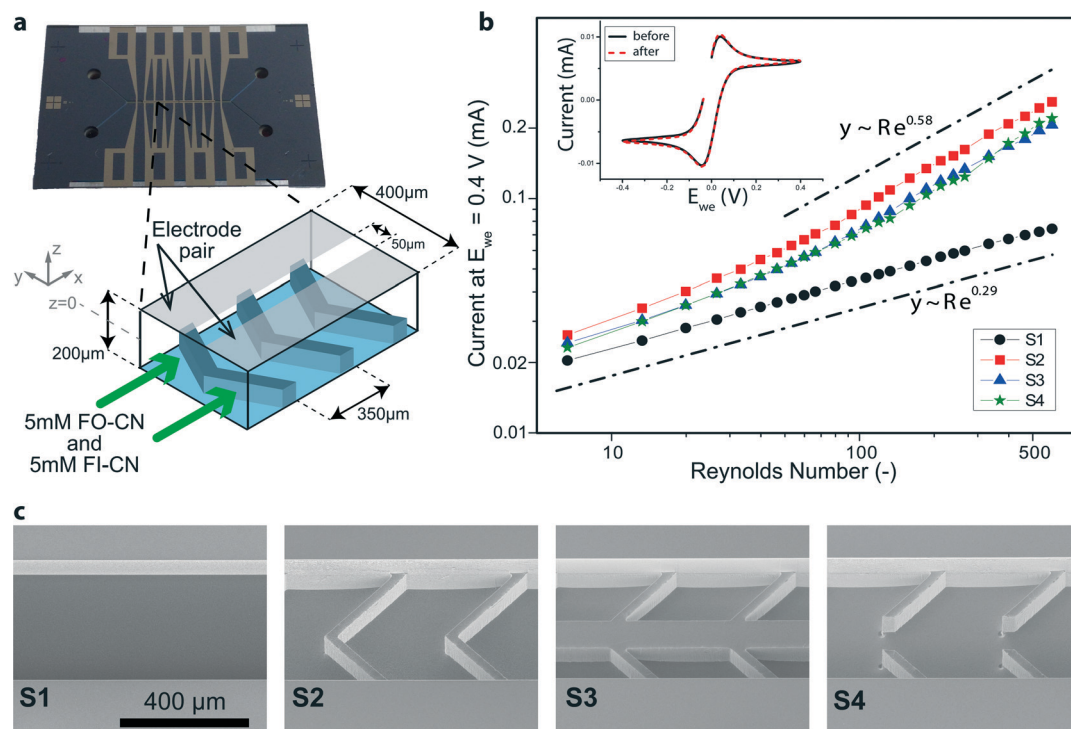 a
400μm
Electrode
pair
50μm
z
y
x
z=0
200μm
350μm
5mM FO-CN
and
5mM FI-CN
b
before
after
0.01
0.00
-0.01
Current (mA)
-0.4 -0.2 0.0 0.2 0.4
E_we (V)
y ~ Re^0.58
y ~ Re^0.29
Current at E_we = 0.4 V (mA)
0.2
0.1
0.02
0.01
S1
S2
S3
S4
10 100 500
Reynolds Number (-)
c
S1
400 μm
S2
S3
S4